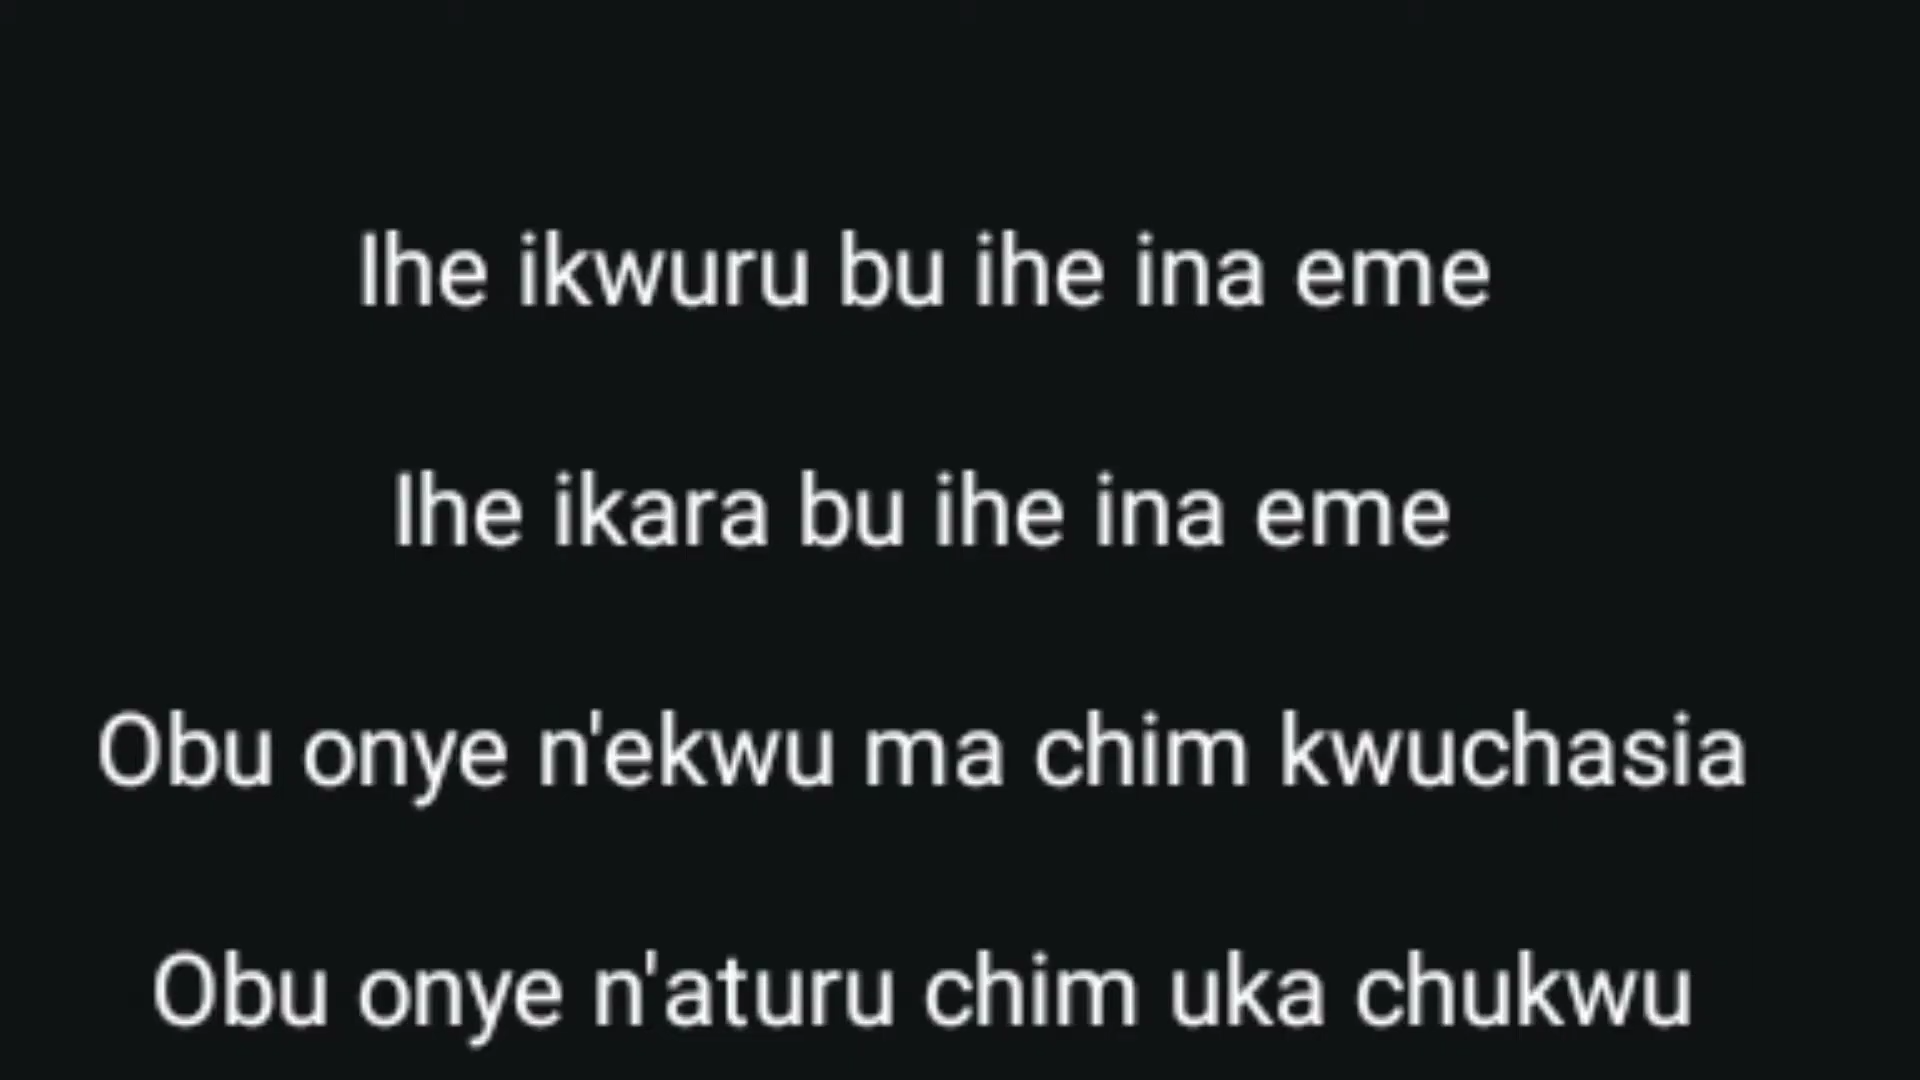 Ihe ikwuru bu ihe ina eme
Ihe ikara bu ihe ina eme
Obu onye n'ekwu ma chim kwuchasia
Obu onye n'aturu chim uka chukwu